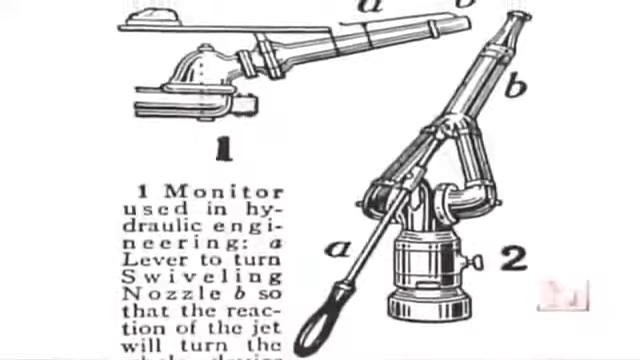 a
b
1
b
a
2
1 Monitor
used in hy-
draulic engi-
neering: a
Lever to turn
Swiveling
Nozzle b so
that the reac-
tion of the jet
will turn the